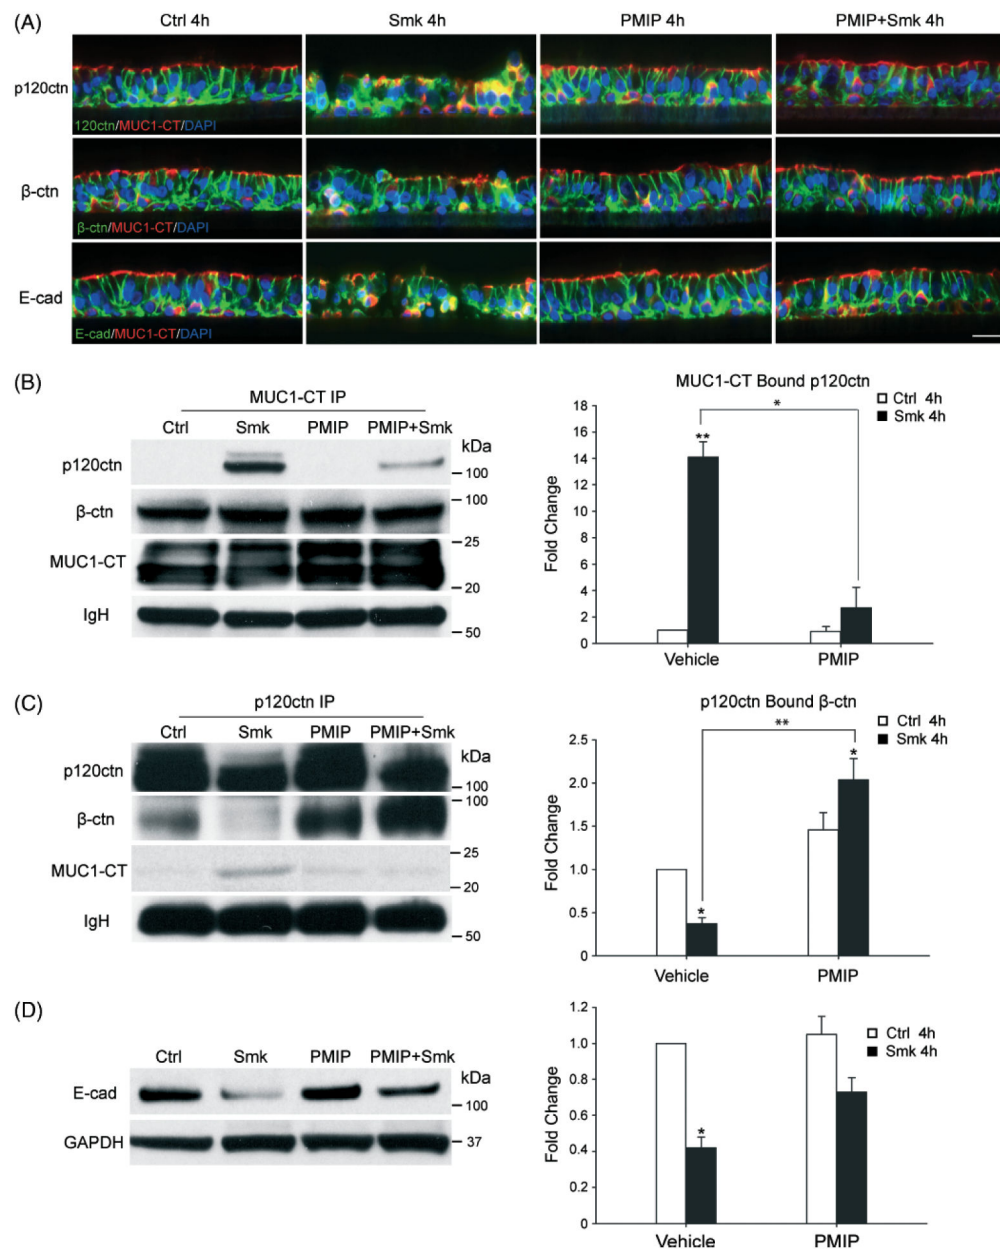 (A)
Ctrl 4h Smk 4h PMIP 4h PMIP+Smk 4h
p120ctn
120ctn/MUC1-CT/DAPI
β-ctn
β-ctn/MUC1-CT/DAPI
E-cad
E-cad/MUC1-CT/DAPI
(B)
MUC1-CT IP
Ctrl Smk PMIP PMIP+Smk
kDa
p120ctn
100
β-ctn
100
MUC1-CT
25
20
IgH
50
MUC1-CT Bound p120ctn
Ctrl 4h
Smk 4h
Fold Change
18
16
14
12
10
8
6
4
2
0
**
*
Vehicle PMIP
(C)
p120ctn IP
Ctrl Smk PMIP PMIP+Smk
kDa
p120ctn
100
β-ctn
100
MUC1-CT
25
20
IgH
50
p120ctn Bound β-ctn
Ctrl 4h
Smk 4h
Fold Change
2.5
2.0
1.5
1.0
0.5
0
**
*
*
Vehicle PMIP
(D)
Ctrl Smk PMIP PMIP+Smk
kDa
E-cad
100
GAPDH
37
Ctrl 4h
Smk 4h
Fold Change
1.2
1.0
0.8
0.6
0.4
0.2
0
*
Vehicle PMIP